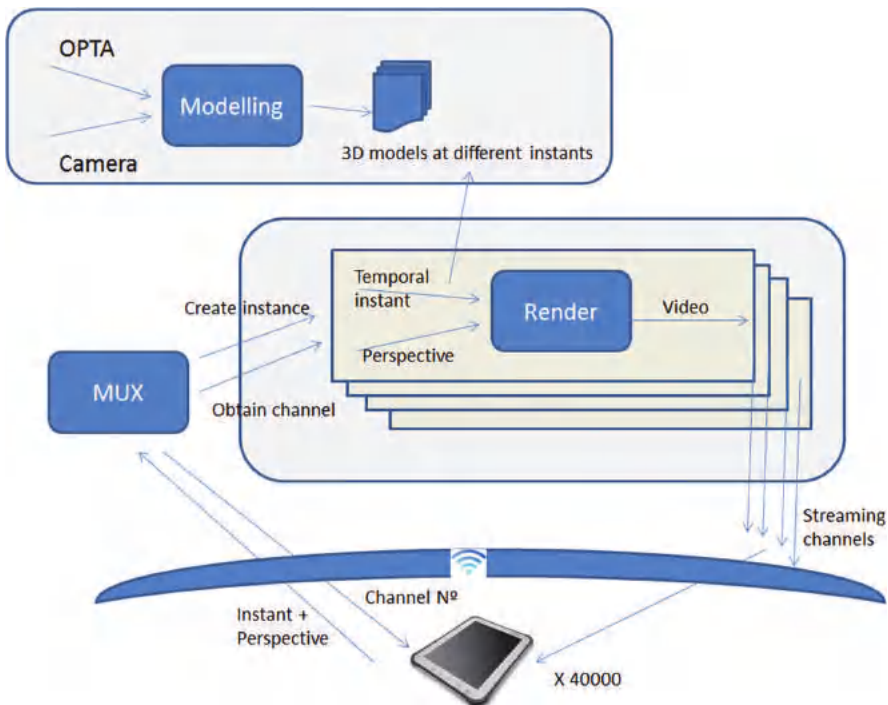 OPTA
Modelling
Camera
3D models at different instants
Temporal
instant
Create instance
Render
Video
Perspective
MUX
Obtain channel
Streaming
channels
Channel Nº
Instant +
Perspective
X 40000